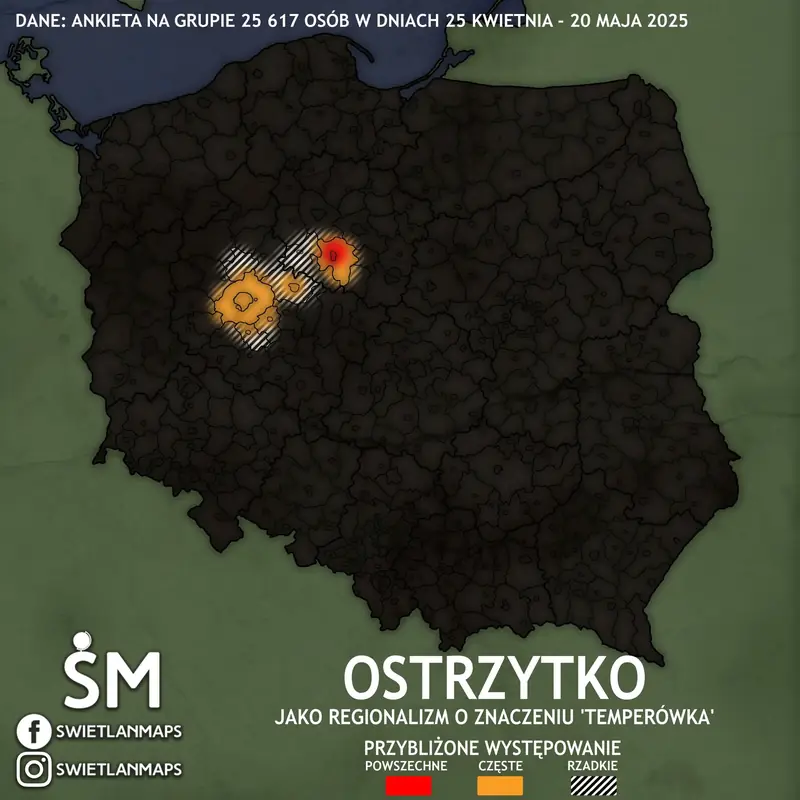 DANE: ANKIETA NA GRUPIE 25 617 OSÓB W DNIACH 25 KWIETNIA - 20 MAJA 2025
ŚM
SWIETLANMAPS
SWIETLANMAPS
OSTRZYTKO
JAKO REGIONALIZM O ZNACZENIU 'TEMPERÓWKA'
PRZYBLIŻONE WYSTĘPOWANIE
POWSZECHNE CZĘSTE RZADKIE